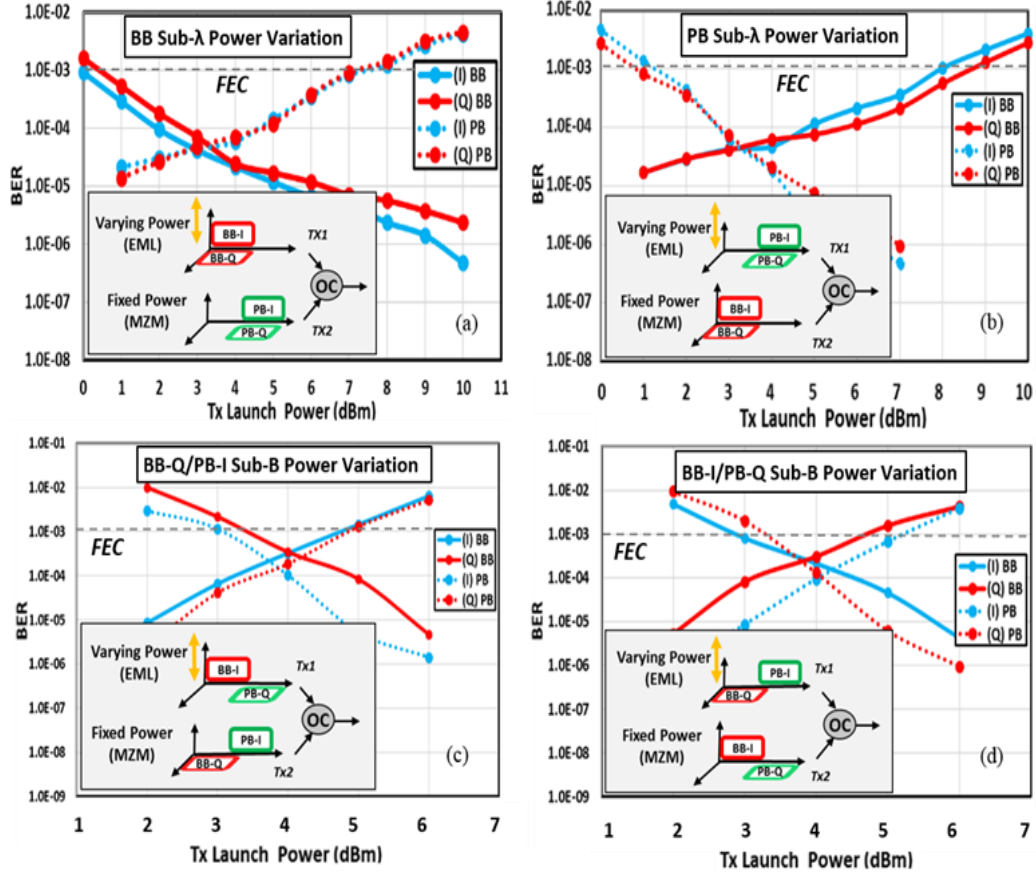 BB Sub-λ Power Variation
1.0E-02
1.0E-03
1.0E-04
1.0E-05
1.0E-06
1.0E-07
1.0E-08
BER
FEC
(I) BB
(Q) BB
(I) PB
(Q) PB
Varying Power
(EML)
BB-I
BB-Q
TX1
OC
Fixed Power
(MZM)
PB-I
PB-Q
TX2
(a)
0 1 2 3 4 5 6 7 8 9 10 11
Tx Launch Power (dBm)
PB Sub-λ Power Variation
1.0E-02
1.0E-03
1.0E-04
1.0E-05
1.0E-06
1.0E-07
1.0E-08
BER
FEC
(I) BB
(Q) BB
(I) PB
(Q) PB
Varying Power
(EML)
PB-I
PB-Q
TX1
OC
Fixed Power
(MZM)
BB-I
BB-Q
TX2
(b)
0 1 2 3 4 5 6 7 8 9 10
Tx Launch Power (dBm)
BB-Q/PB-I Sub-B Power Variation
1.0E-01
1.0E-02
1.0E-03
1.0E-04
1.0E-05
1.0E-06
1.0E-07
1.0E-08
1.0E-09
BER
FEC
(I) BB
(Q) BB
(I) PB
(Q) PB
Varying Power
(EML)
BB-I
PB-Q
Tx1
OC
Fixed Power
(MZM)
PB-I
BB-Q
Tx2
(c)
1 2 3 4 5 6 7
Tx Launch Power (dBm)
BB-I/PB-Q Sub-B Power Variation
1.0E-01
1.0E-02
1.0E-03
1.0E-04
1.0E-05
1.0E-06
1.0E-07
1.0E-08
1.0E-09
BER
FEC
(I) BB
(Q) BB
(I) PB
(Q) PB
Varying Power
(EML)
PB-I
BB-Q
Tx1
OC
Fixed Power
(MZM)
BB-I
PB-Q
Tx2
(d)
1 2 3 4 5 6 7
Tx Launch Power (dBm)